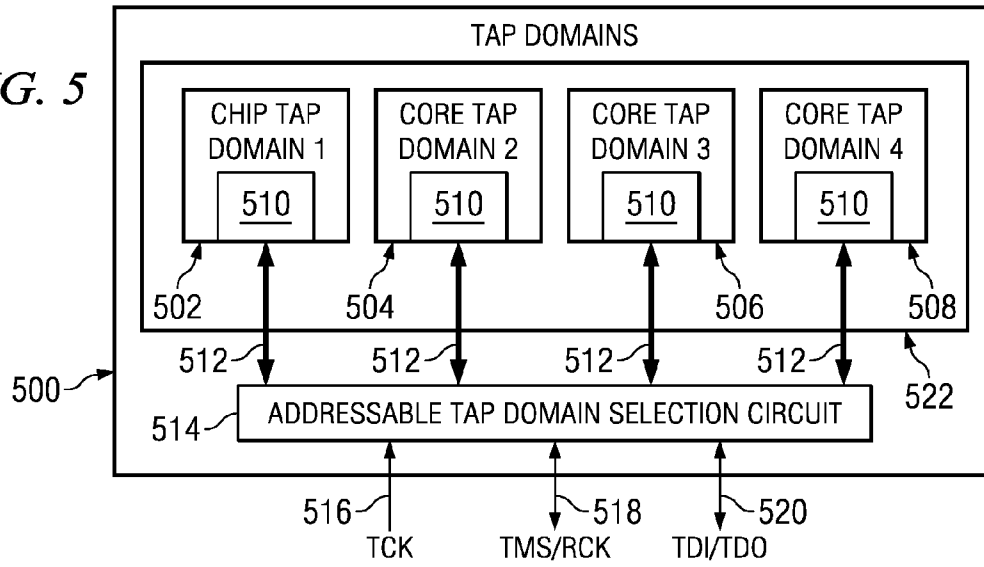 TAP DOMAINS
G. 5
CHIP TAP DOMAIN 1
CORE TAP DOMAIN 2
CORE TAP DOMAIN 3
CORE TAP DOMAIN 4
510 510 510 510
502 504 506 508
512 512 512 512
500
522
514 ADDRESSABLE TAP DOMAIN SELECTION CIRCUIT
516 518 520
TCK TMS/RCK TDI/TDO